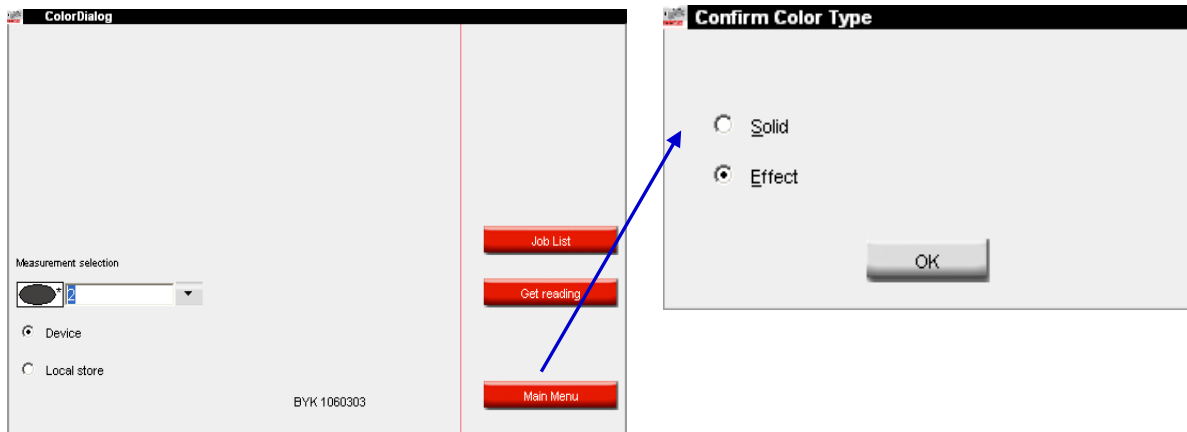 ColorDialog
Job List
Measurement selection
* 2
Get reading
Device
Local store
BYK 1060303
Main Menu
Confirm Color Type
Solid
Effect
OK